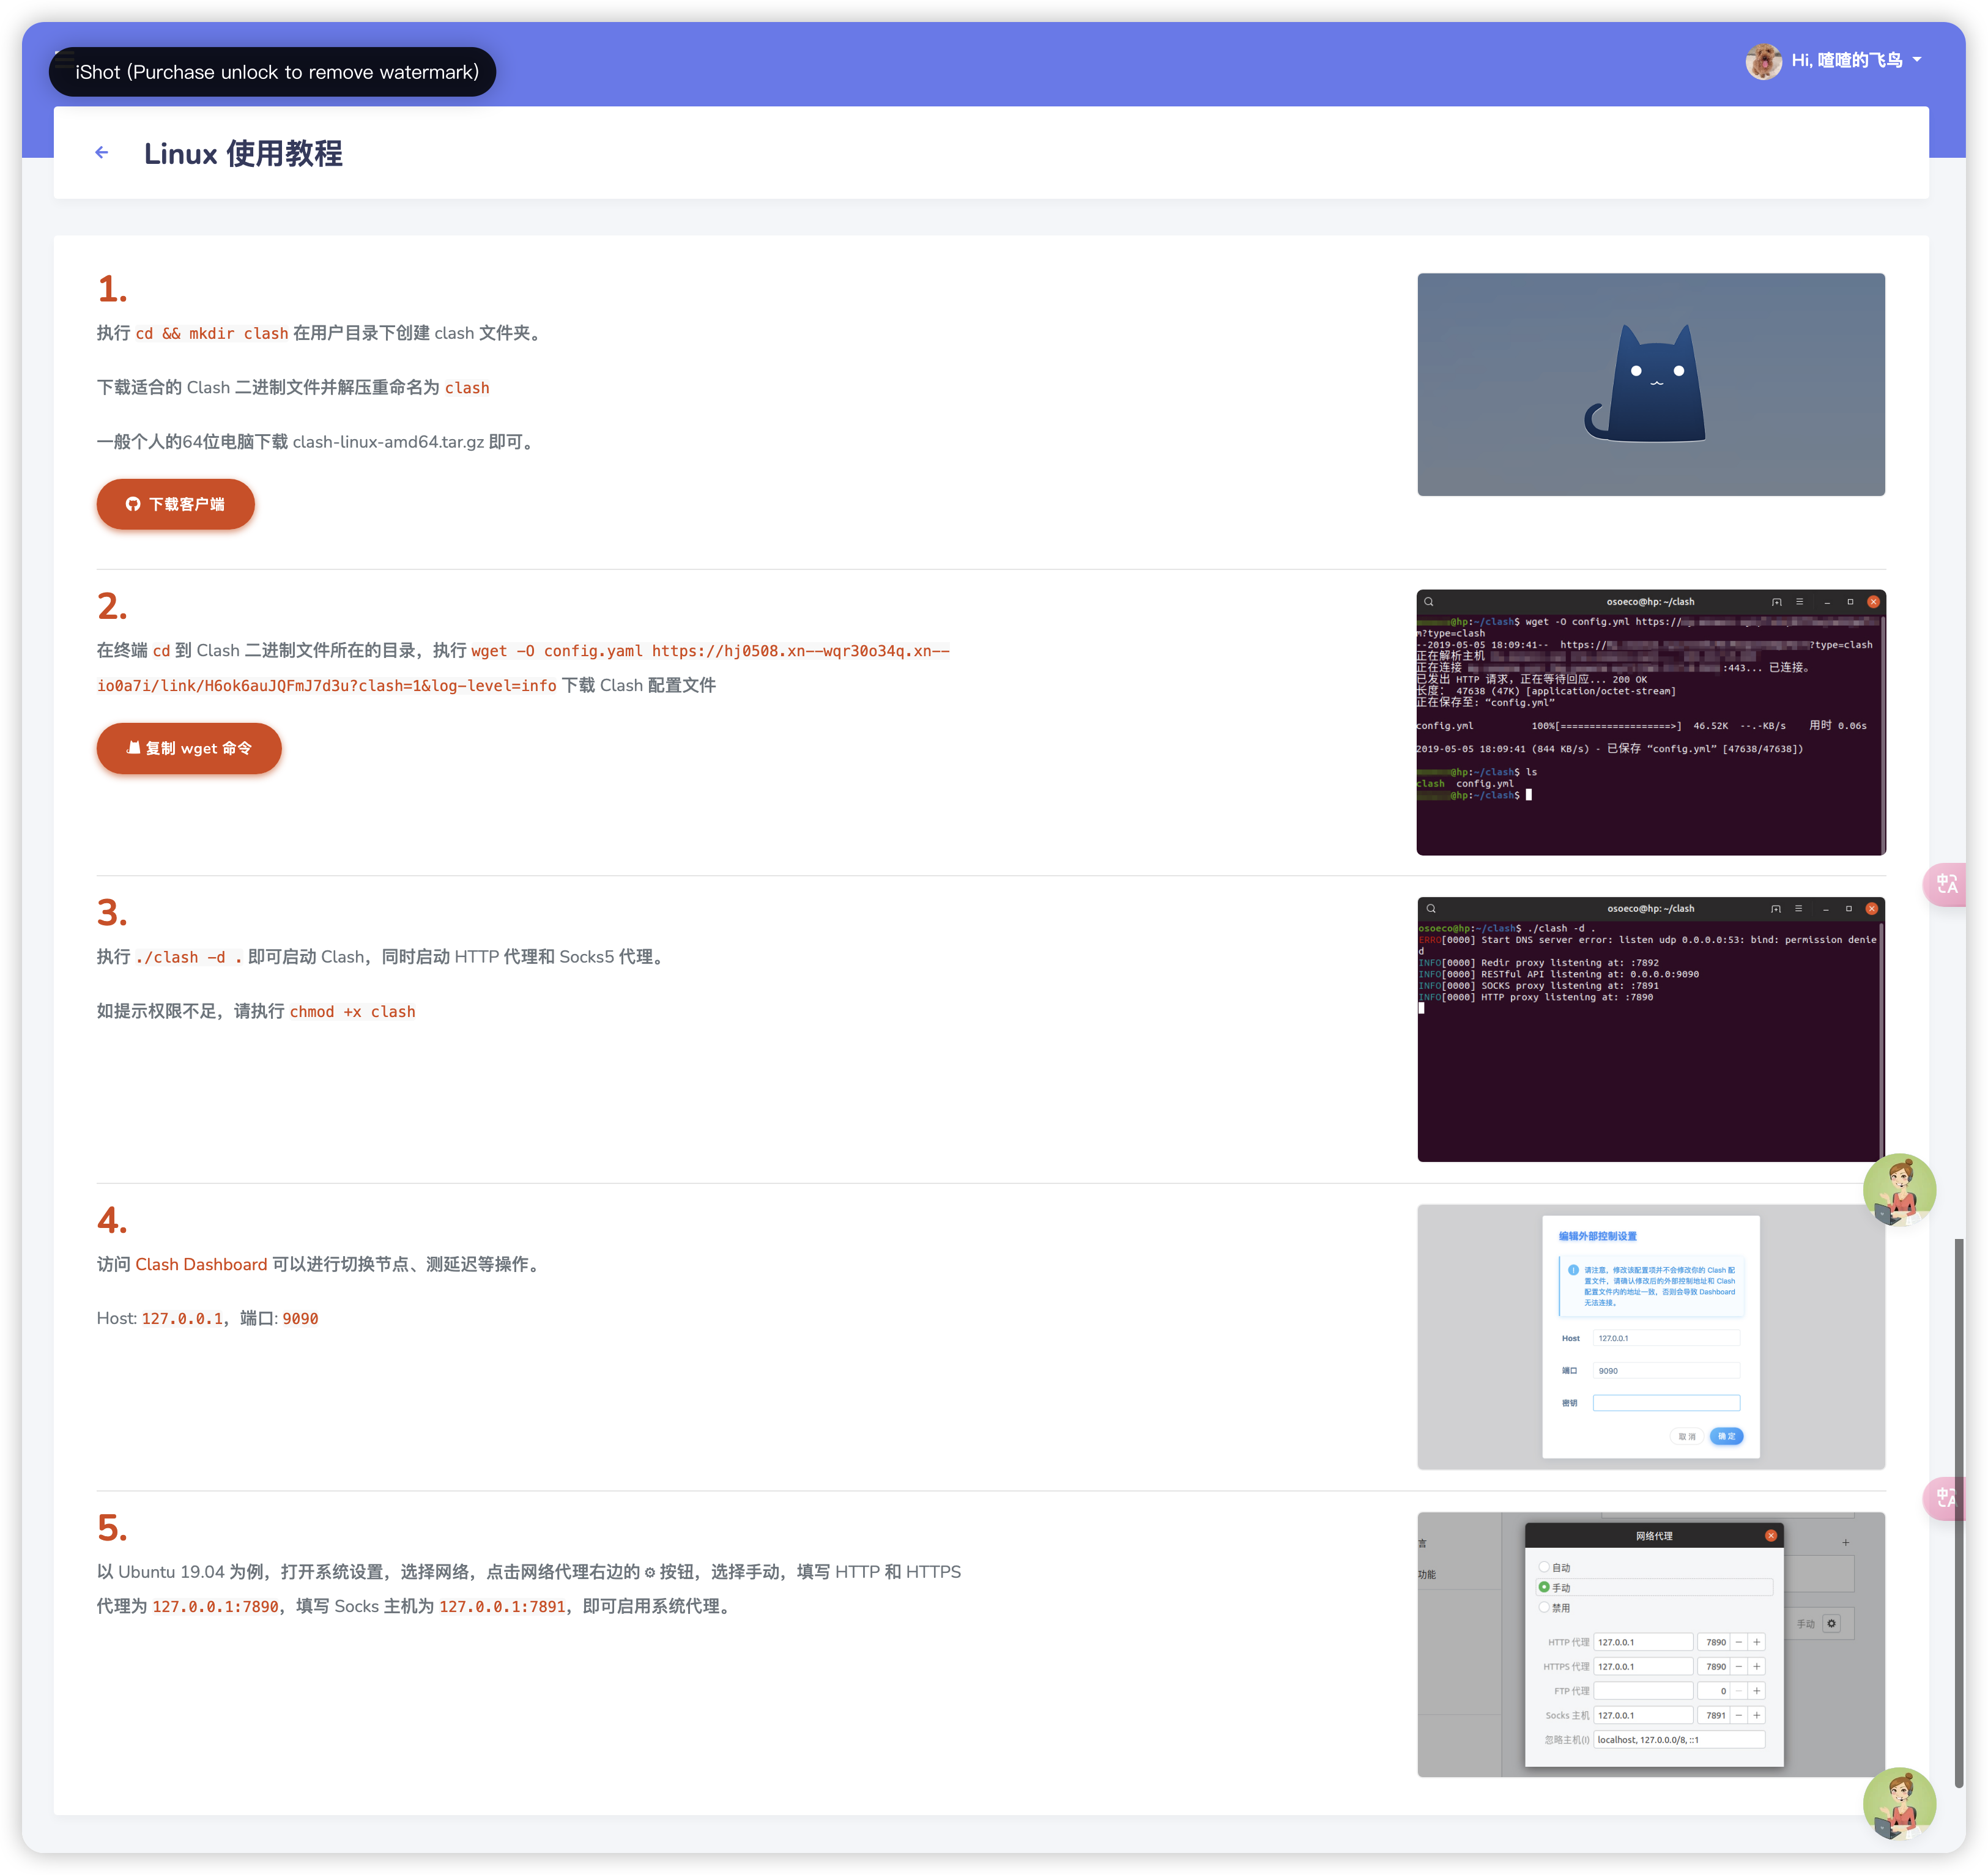 iShot (Purchase unlock to remove watermark)
Hi, 喳喳的飞鸟
Linux 使用教程
1.
执行 cd && mkdir clash 在用户目录下创建 clash 文件夹。
下载适合的 Clash 二进制文件并解压重命名为 clash
一般个人的64位电脑下载 clash-linux-amd64.tar.gz 即可。
下载客户端
2.
在终端 cd 到 Clash 二进制文件所在的目录，执行 wget -O config.yaml https://hj0508.xn--wqr30o34q.xn--
io0a7i/link/H6ok6auJQFmJ7d3u?clash=1&log-level=info 下载 Clash 配置文件
复制 wget 命令
osoeco@hp: ~/clash
@hp:~/clash$ wget -O config.yml https://
m?type=clash
--2019-05-05 18:09:41-- https:// ?type=clash
正在解析主机
正在连接 :443... 已连接。
已发出 HTTP 请求，正在等待回应... 200 OK
长度： 47638 (47K) [application/octet-stream]
正在保存至: “config.yml”
config.yml 100%[===================>] 46.52K --.-KB/s 用时 0.06s
2019-05-05 18:09:41 (844 KB/s) - 已保存 “config.yml” [47638/47638])
@hp:~/clash$ ls
clash config.yml
@hp:~/clash$
3.
执行 ./clash -d . 即可启动 Clash，同时启动 HTTP 代理和 Socks5 代理。
如提示权限不足，请执行 chmod +x clash
osoeco@hp: ~/clash
osoeco@hp:~/clash$ ./clash -d .
ERRO[0000] Start DNS server error: listen udp 0.0.0.0:53: bind: permission denie
d
INFO[0000] Redir proxy listening at: :7892
INFO[0000] RESTful API listening at: 0.0.0.0:9090
INFO[0000] SOCKS proxy listening at: :7891
INFO[0000] HTTP proxy listening at: :7890
4.
访问 Clash Dashboard 可以进行切换节点、测延迟等操作。
Host: 127.0.0.1，端口: 9090
编辑外部控制设置
请注意，修改该配置项并不会修改你的 Clash 配
置文件，请确认修改后的外部控制地址和 Clash
配置文件内的地址一致，否则会导致 Dashboard
无法连接。
Host 127.0.0.1
端口 9090
密钥
取 消 确 定
5.
以 Ubuntu 19.04 为例，打开系统设置，选择网络，点击网络代理右边的 ⚙ 按钮，选择手动，填写 HTTP 和 HTTPS
代理为 127.0.0.1:7890，填写 Socks 主机为 127.0.0.1:7891，即可启用系统代理。
言
功能
手动
网络代理
自动
手动
禁用
HTTP 代理 127.0.0.1 7890 − +
HTTPS 代理 127.0.0.1 7890 − +
FTP 代理 0 − +
Socks 主机 127.0.0.1 7891 − +
忽略主机(I) localhost, 127.0.0.0/8, ::1
中A
中A